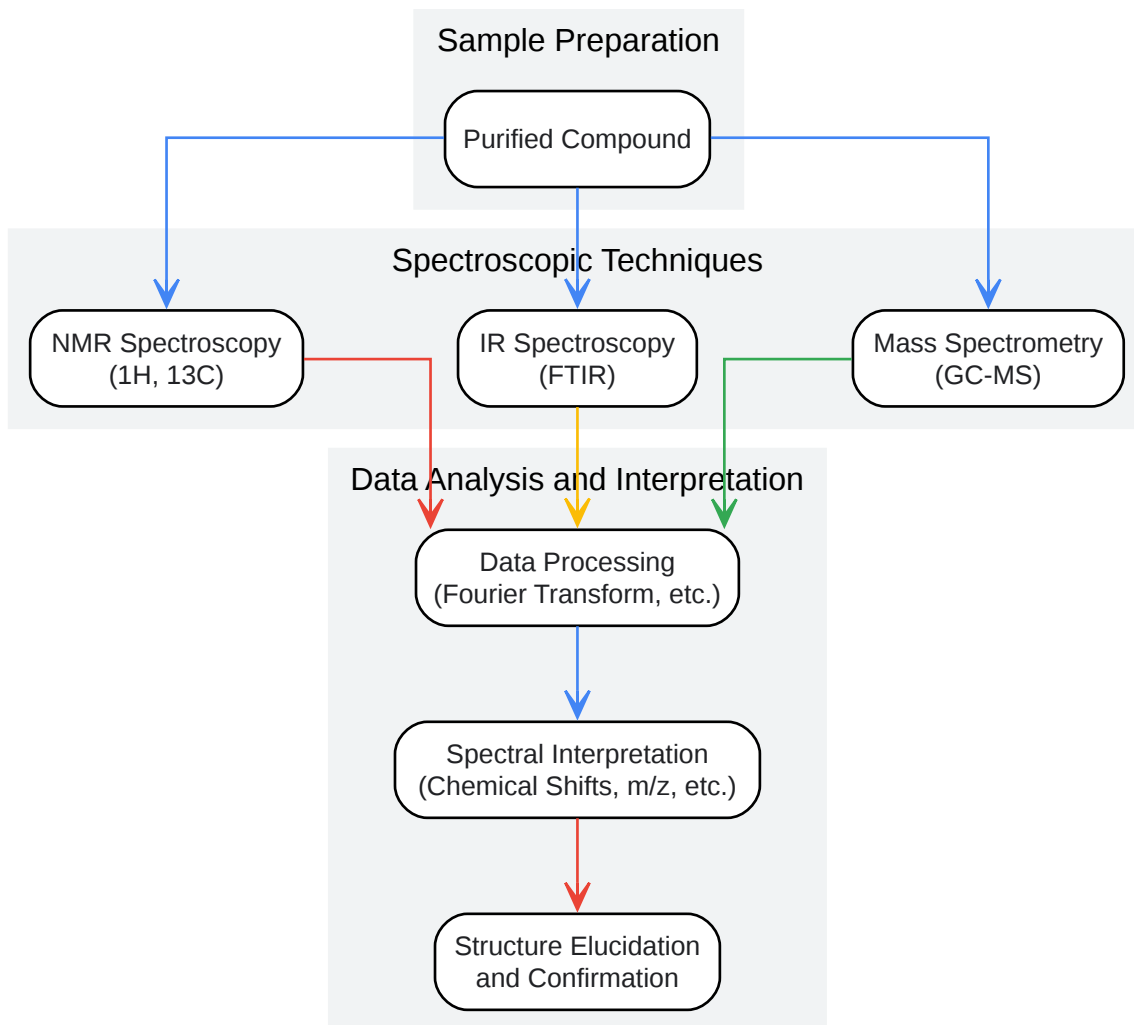 Sample Preparation
Purified Compound
Spectroscopic Techniques
NMR Spectroscopy
(1H, 13C)
IR Spectroscopy
(FTIR)
Mass Spectrometry
(GC-MS)
Data Analysis and Interpretation
Data Processing
(Fourier Transform, etc.)
Spectral Interpretation
(Chemical Shifts, m/z, etc.)
Structure Elucidation
and Confirmation